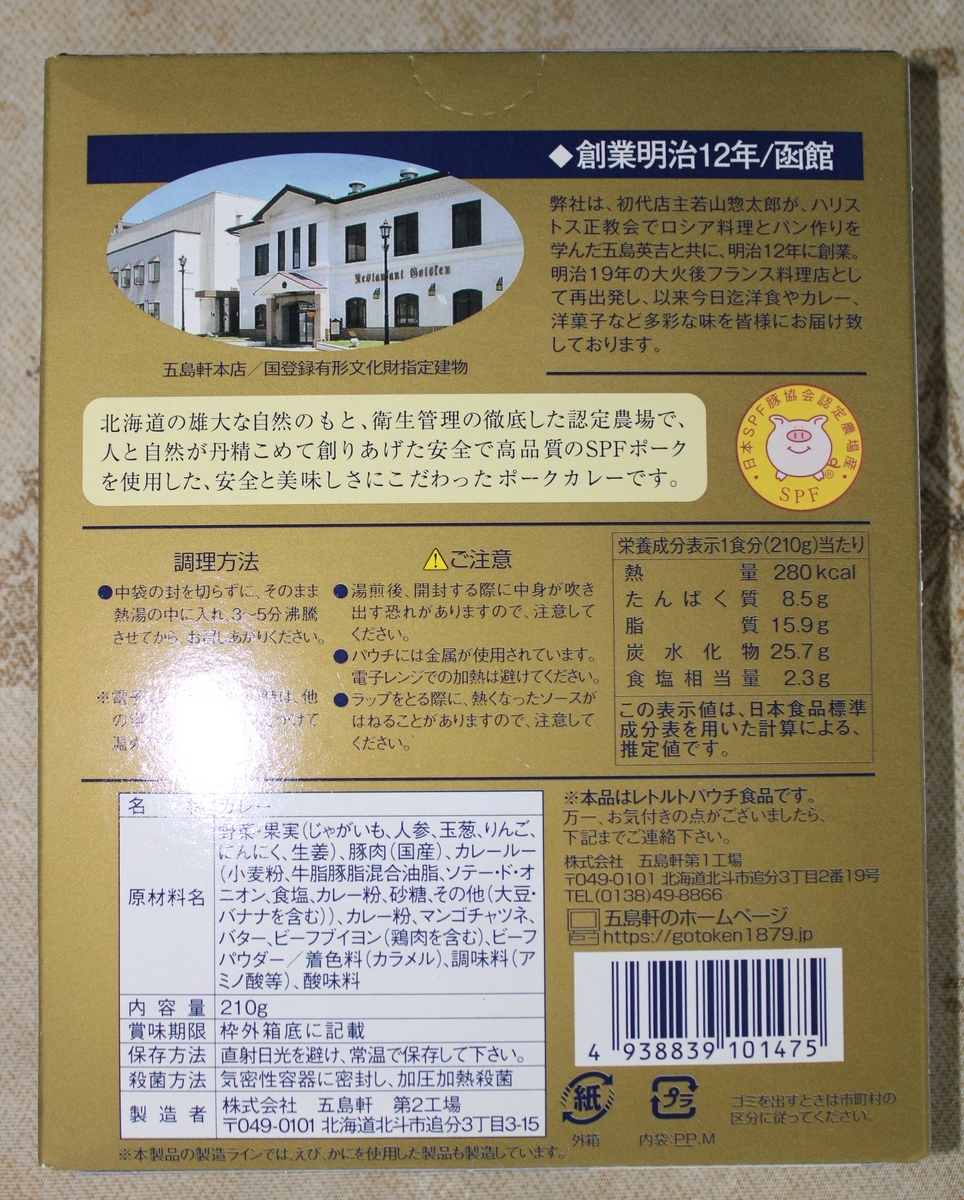 ◆創業明治12年/函館
弊社は、初代店主若山惣太郎が、ハリス
トス正教会でロシア料理とパン作りを
学んだ五島英吉と共に、明治12年に創業。
明治19年の大火後フランス料理店とし
て再出発し、以来今日迄洋食やカレー、
洋菓子など多彩な味を皆様にお届け致
しております。
Restaurant Gotoken
五島軒本店／国登録有形文化財指定建物
北海道の雄大な自然のもと、衛生管理の徹底した認定農場で、
人と自然が丹精こめて創りあげた安全で高品質のSPFポーク
を使用した、安全と美味しさにこだわったポークカレーです。
・日本SPF豚協会認定農場産・
®
SPF
調理方法
●中袋の封を切らずに、そのまま
熱湯の中に入れ、3〜5分沸騰
させてから、お召しあがりください。
※電子 時は、他
の つけて
温め
⚠ご注意
●湯煎後、開封する際に中身が吹き
出す恐れがありますので、注意して
ください。
●パウチには金属が使用されています。
電子レンジでの加熱は避けてください。
●ラップをとる際に、熱くなったソースが
はねることがありますので、注意して
ください。
栄養成分表示1食分(210g)当たり
熱量 280kcal
たんぱく質 8.5g
脂質 15.9g
炭水化物 25.7g
食塩相当量 2.3g
この表示値は、日本食品標準
成分表を用いた計算による、
推定値です。
名 カレー
原材料名 野菜・果実(じゃがいも、人参、玉葱、りんご、
にんにく、生姜)、豚肉(国産)、カレールー
(小麦粉、牛脂豚脂混合油脂、ソテー・ド・オ
ニオン、食塩、カレー粉、砂糖、その他(大豆・
バナナを含む))、カレー粉、マンゴチャツネ、
バター、ビーフブイヨン(鶏肉を含む)、ビーフ
パウダー／着色料(カラメル)、調味料(ア
ミノ酸等)、酸味料
内容量 210g
賞味期限 枠外箱底に記載
保存方法 直射日光を避け、常温で保存して下さい。
殺菌方法 気密性容器に密封し、加圧加熱殺菌
製造者 株式会社 五島軒 第2工場
〒049-0101 北海道北斗市追分3丁目3-15
※本製品の製造ラインでは、えび、かにを使用した製品も製造しています。
※本品はレトルトパウチ食品です。
万一、お気付きの点がございましたら、
下記までご連絡下さい。
株式会社 五島軒第1工場
〒049-0101 北海道北斗市追分3丁目2番19号
TEL(0138)49-8866
五島軒のホームページ
https://gotoken1879.jp
4 938839 101475
紙
外箱
プラ
内袋:PP,M
ゴミを出すときは市町村の
区分に従ってください。